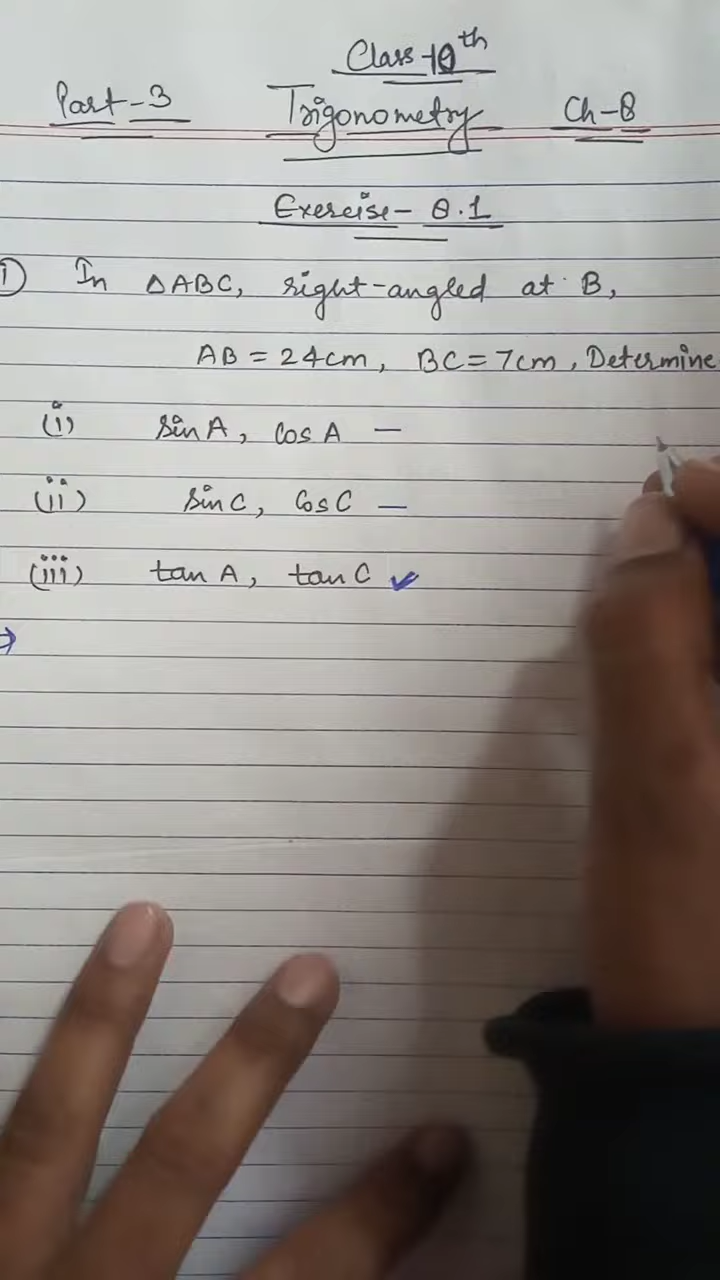 Class-10th
Part-3 Trigonometry Ch-8
Exercise- 8.1
① In △ABC, right-angled at B,
AB = 24cm, BC = 7cm, Determine
(i) sin A, cos A —
(ii) sin C, cos C —
(iii) tan A, tan C ✔
⇒